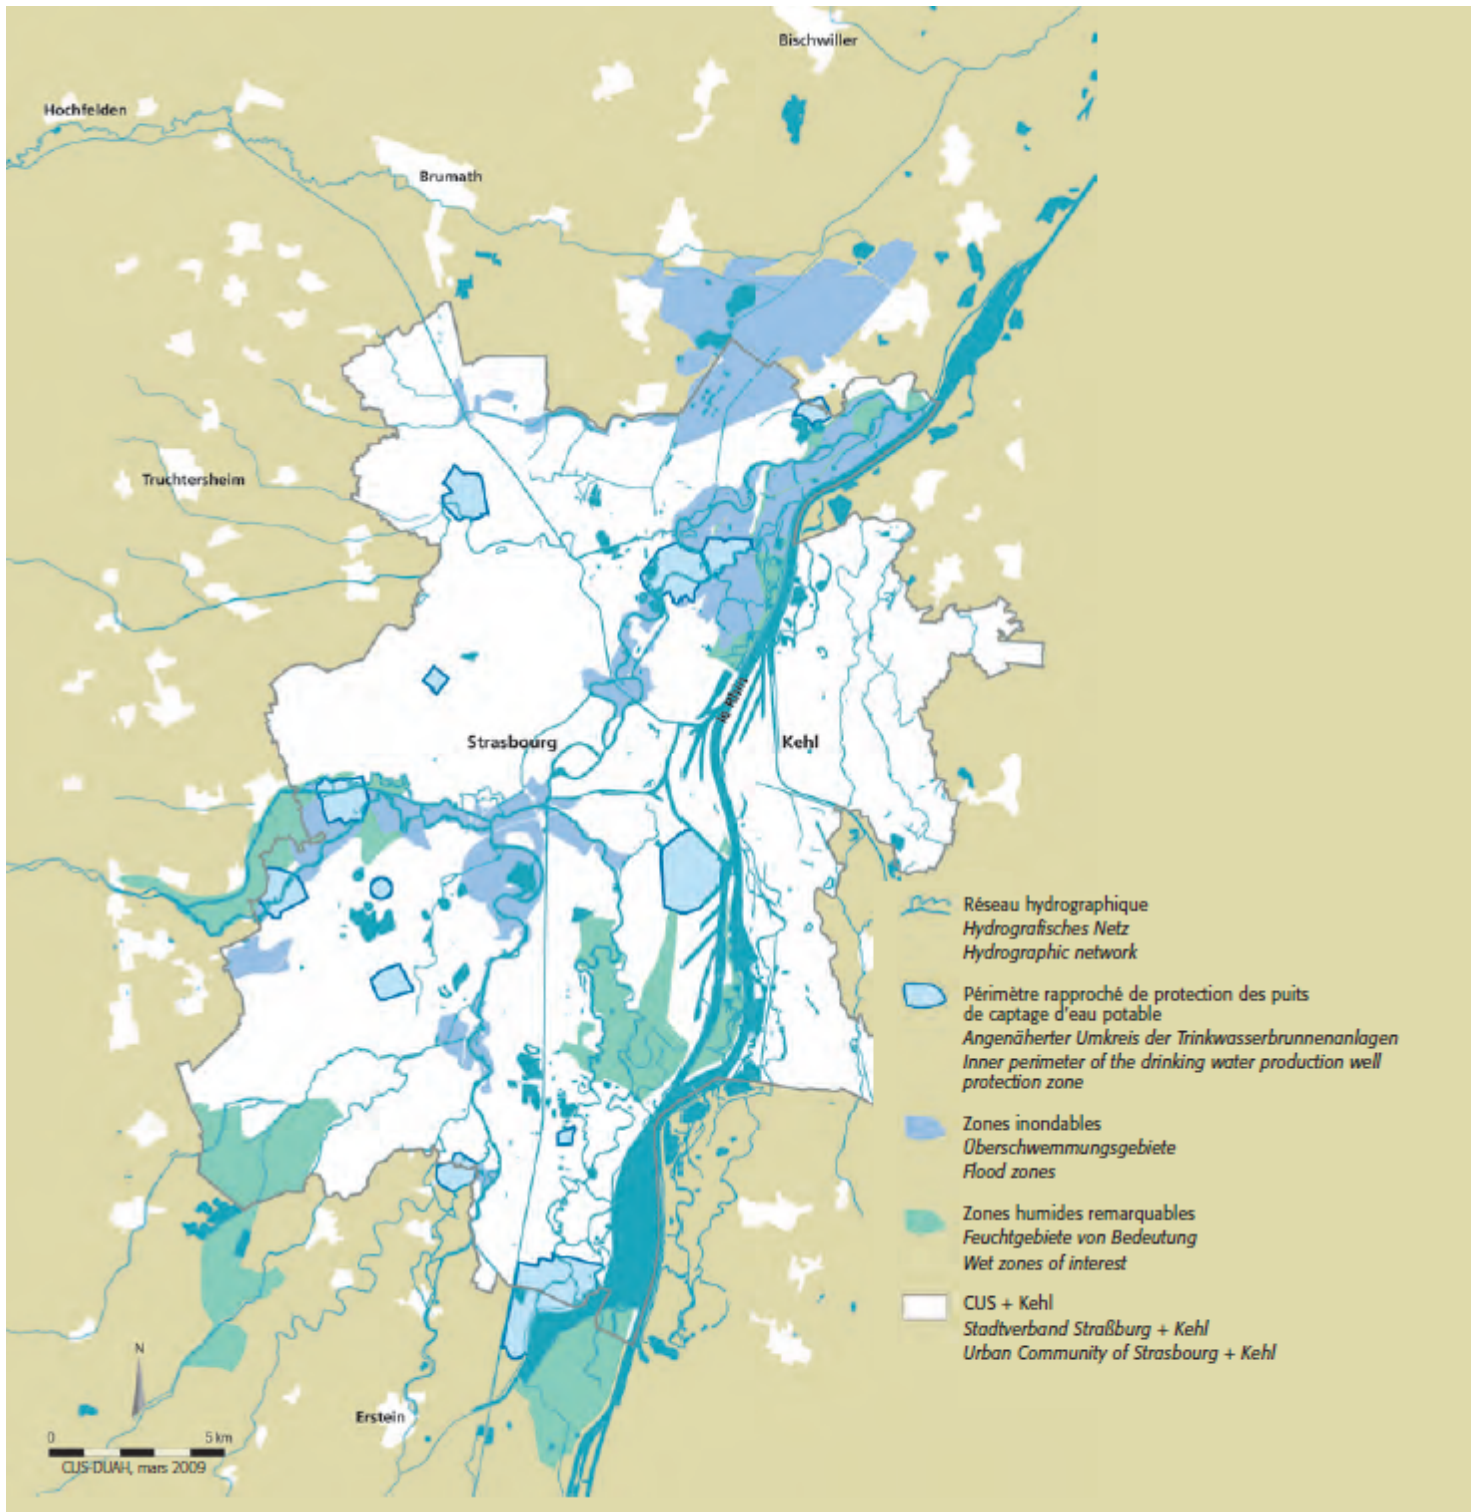 Bischwiller
Hochfelden
Brumath
Truchtersheim
le Rhin
Strasbourg
Kehl
Réseau hydrographique
Hydrografisches Netz
Hydrographic network
Périmètre rapproché de protection des puits
de captage d'eau potable
Angenäherter Umkreis der Trinkwasserbrunnenanlagen
Inner perimeter of the drinking water production well
protection zone
Zones inondables
Überschwemmungsgebiete
Flood zones
Zones humides remarquables
Feuchtgebiete von Bedeutung
Wet zones of interest
CUS + Kehl
Stadtverband Straßburg + Kehl
Urban Community of Strasbourg + Kehl
N
Erstein
0 5 km
CUS-DUAH, mars 2009